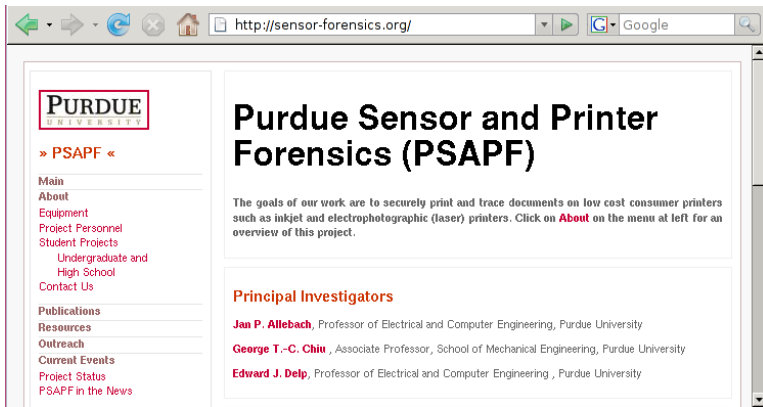 http://sensor-forensics.org/
G Google
PURDUE
UNIVERSITY
» PSAPF «
Main
About
Equipment
Project Personnel
Student Projects
Undergraduate and
High School
Contact Us
Publications
Resources
Outreach
Current Events
Project Status
PSAPF in the News
Purdue Sensor and Printer
Forensics (PSAPF)
The goals of our work are to securely print and trace documents on low cost consumer printers
such as inkjet and electrophotographic (laser) printers. Click on About on the menu at left for an
overview of this project.
Principal Investigators
Jan P. Allebach, Professor of Electrical and Computer Engineering, Purdue University
George T.-C. Chiu , Associate Professor, School of Mechanical Engineering, Purdue University
Edward J. Delp, Professor of Electrical and Computer Engineering , Purdue University